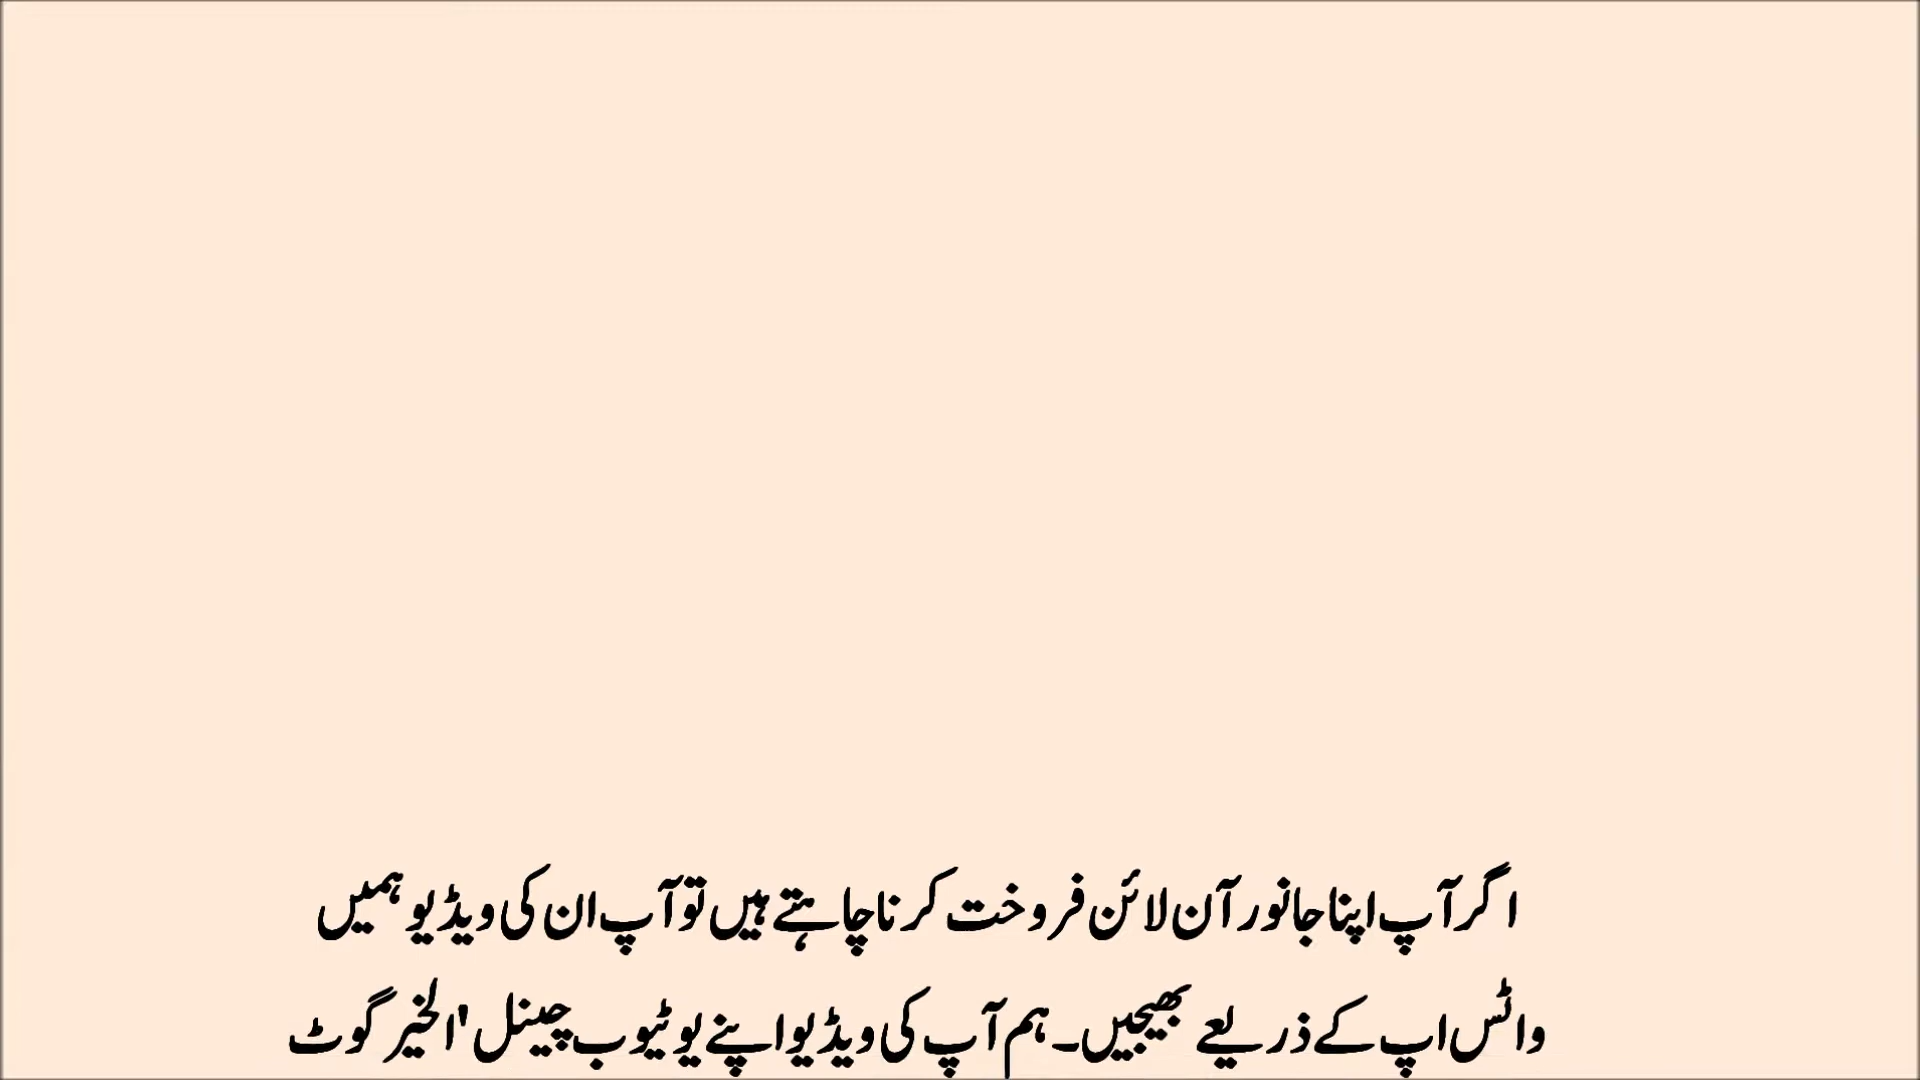 اگر آپ اپنا جانور آن لائن فروخت کرنا چاہتے ہیں تو آپ ان کی ویڈیو ہمیں
واٹس اپ کے ذریعے بھیجیں۔ ہم آپ کی ویڈیو اپنے یوٹیوب چینل 'الخیر گوٹ